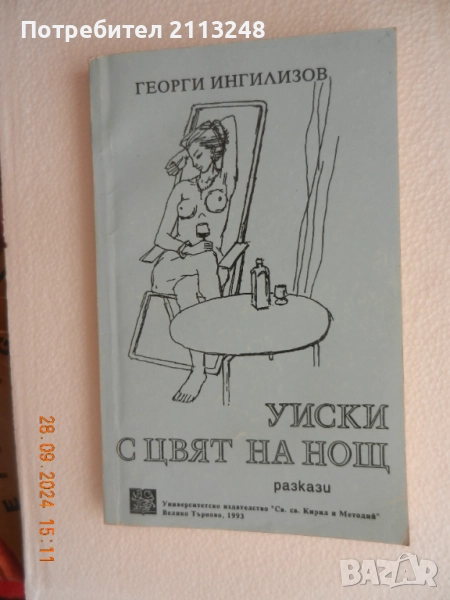 Потребител 2113248
ГЕОРГИ ИНГИЛИЗОВ
УИСКИ
С ЦВЯТ НА НОЩ
разкази
Университетско издателство "Св. св. Кирил и Методий"
Велико Търново, 1993
28.09.2024 15:11
BAZAR